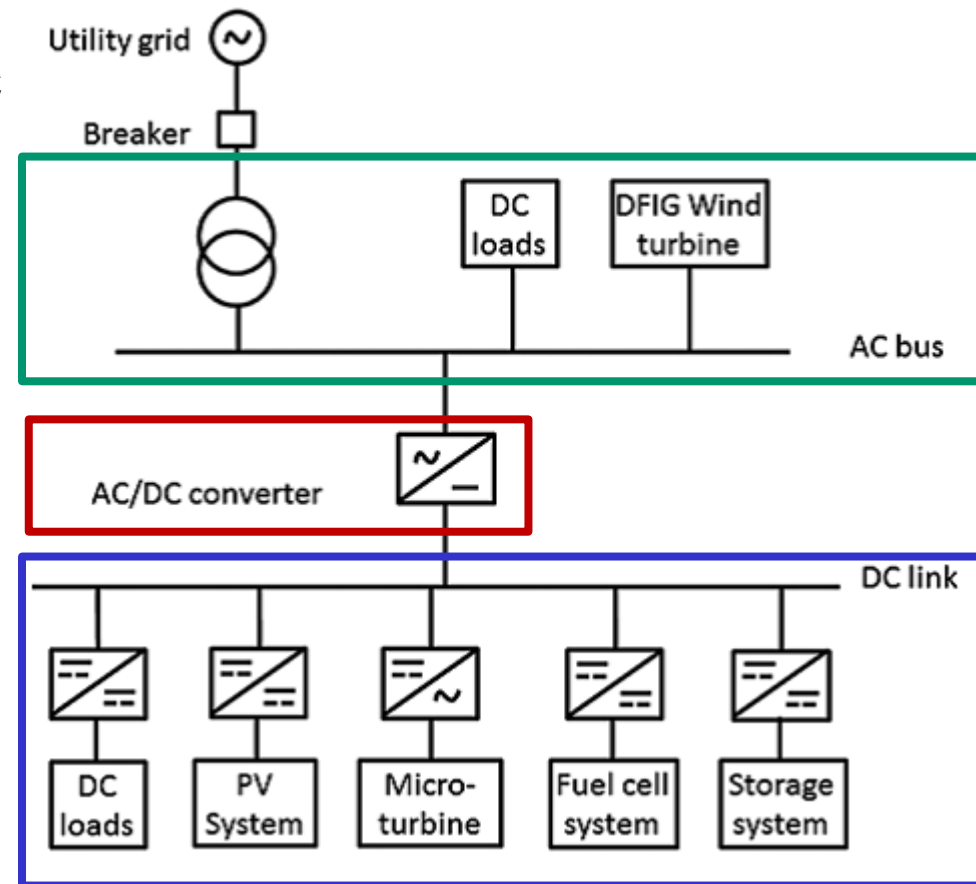 Utility grid
Breaker
DC
loads
DFIG Wind
turbine
AC bus
AC/DC converter
DC link
DC
loads
PV
System
Micro-
turbine
Fuel cell
system
Storage
system